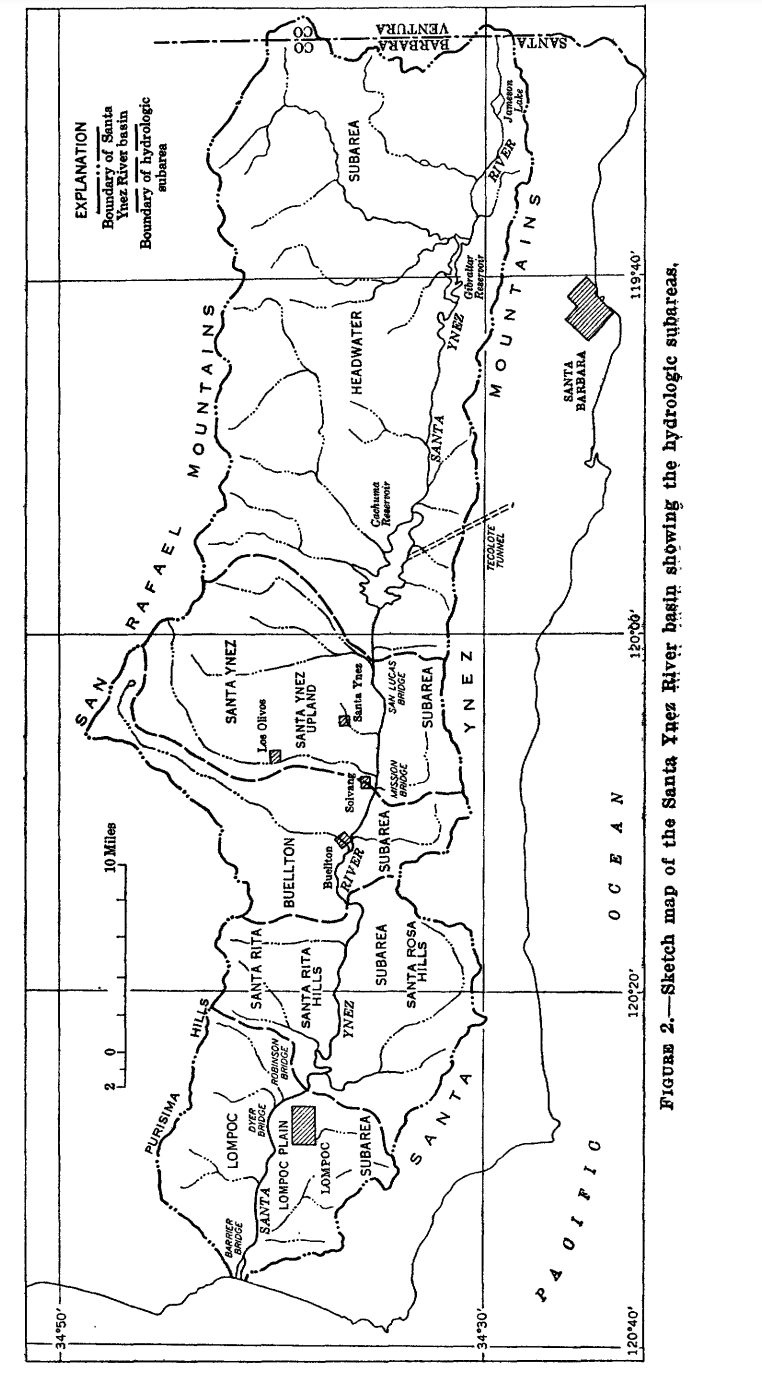 EXPLANATION
Boundary of Santa
Ynez River basin
Boundary of hydrologic
subarea
SANTA BARBARA CO
VENTURA CO
SAN RAFAEL MOUNTAINS
PURISIMA HILLS
SANTA YNEZ MOUNTAINS
PACIFIC OCEAN
LOMPOC SUBAREA
LOMPOC PLAIN
LOMPOC
BARRIER
BRIDGE
DYER
BRIDGE
ROBINSON
BRIDGE
SANTA YNEZ RIVER
SANTA RITA SUBAREA
SANTA RITA
HILLS
SANTA ROSA
HILLS
BUELLTON SUBAREA
Buellton
Solvang
MISSION
BRIDGE
Los Olivos
SANTA YNEZ SUBAREA
SANTA YNEZ
UPLAND
Santa Ynez
SAN LUCAS
BRIDGE
HEADWATER SUBAREA
Cachuma
Reservoir
TECOLOTE
TUNNEL
SANTA YNEZ RIVER
Gibraltar
Reservoir
Jameson
Lake
SANTA
BARBARA
2 0 10 Miles
34°50'
34°30'
120°40'
120°20'
120°00'
119°40'
FIGURE 2.—Sketch map of the Santa Ynez River basin showing the hydrologic subareas.